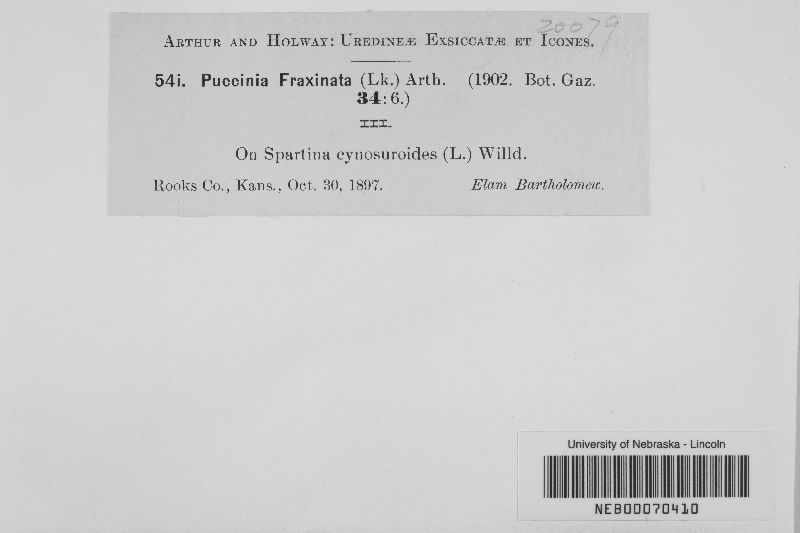 20079
ARTHUR AND HOLWAY: UREDINEÆ EXSICCATÆ ET ICONES.
54i. Puccinia Fraxinata (Lk.) Arth. (1902. Bot. Gaz.
34:6.)
III.
On Spartina cynosuroides (L.) Willd.
Rooks Co., Kans., Oct. 30, 1897. Elam Bartholomew.
University of Nebraska - Lincoln
NEB00070410